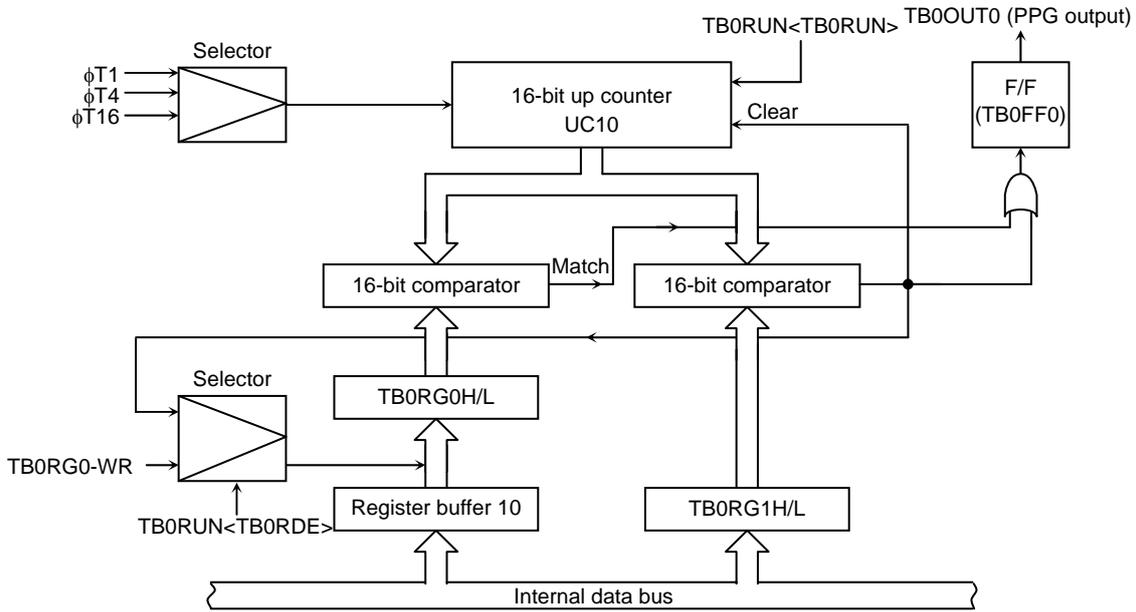 TB0OUT0 (PPG output)
TB0RUN<TB0RUN>
Selector
φT1
φT4
φT16
16-bit up counter
UC10
F/F
(TB0FF0)
Clear
Match
16-bit comparator
16-bit comparator
Selector
TB0RG0H/L
TB0RG0-WR
Register buffer 10
TB0RG1H/L
TB0RUN<TB0RDE>
Internal data bus